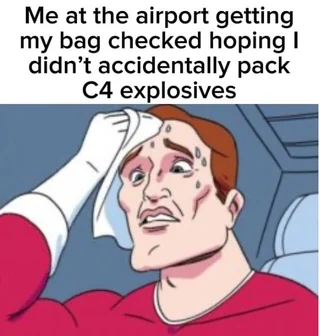 Me at the airport getting
my bag checked hoping I
didn’t accidentally pack
C4 explosives